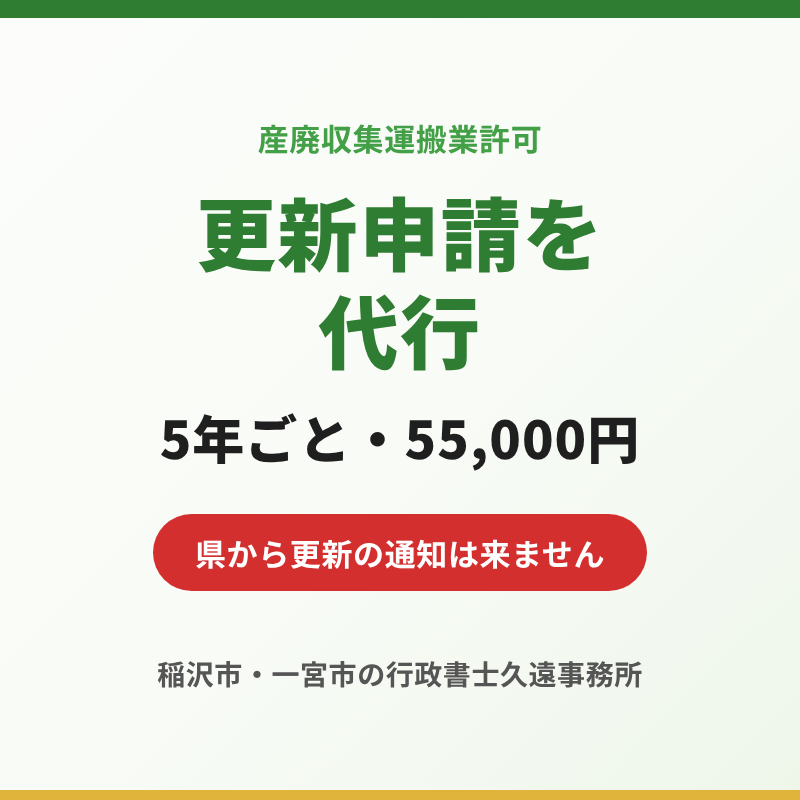 産廃収集運搬業許可
更新申請を
代行
5年ごと・55,000円
県から更新の通知は来ません
稲沢市・一宮市の行政書士久遠事務所